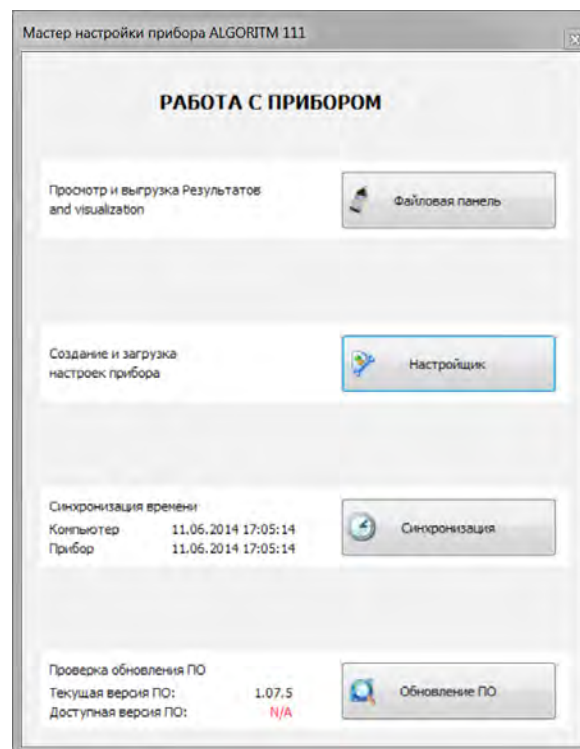 Мастер настройки прибора ALGORITM 111
РАБОТА С ПРИБОРОМ
Просмотр и выгрузка Результатов
and visualization
Файловая панель
Создание и загрузка
настроек прибора
Настройщик
Синхронизация времени
Компьютер 11.06.2014 17:05:14
Прибор 11.06.2014 17:05:14
Синхронизация
Проверка обновления ПО
Текущая версия ПО: 1.07.5
Доступная версия ПО: N/A
Обновление ПО